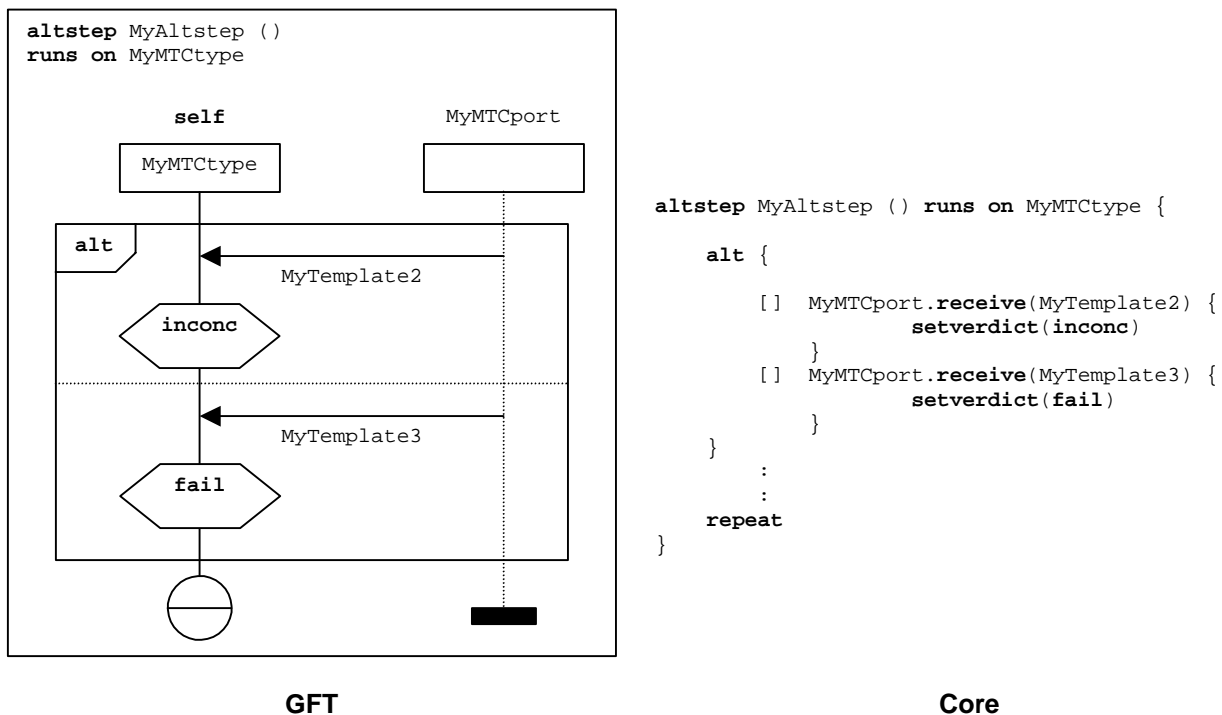 altstep MyAltstep ()
runs on MyMTCtype
self
MyMTCport
MyMTCtype
alt
MyTemplate2
inconc
MyTemplate3
fail
altstep MyAltstep () runs on MyMTCtype {
alt {
[] MyMTCport.receive(MyTemplate2) {
setverdict(inconc)
}
[] MyMTCport.receive(MyTemplate3) {
setverdict(fail)
}
}
:
:
repeat
}
GFT
Core